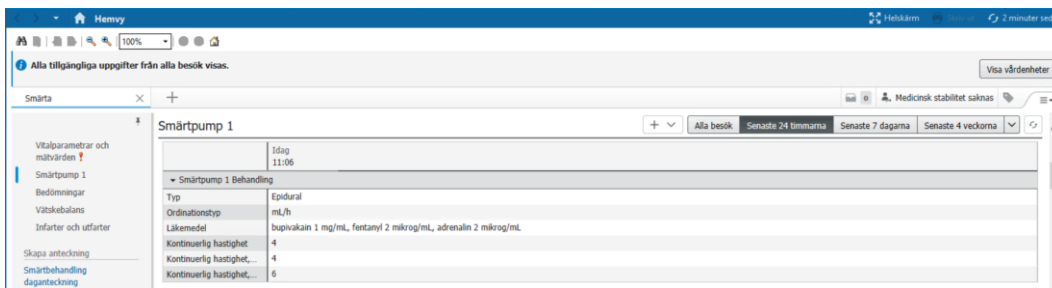 Hemvy
Helskärm Skriv ut 2 minuter sed
100%
Alla tillgängliga uppgifter från alla besök visas.
Visa vårdenheter
Smärta
0 Medicinsk stabilitet saknas
Smärtpump 1
Alla besök Senaste 24 timmarna Senaste 7 dagarna Senaste 4 veckorna
Vitalparametrar och
mätvärden
Smärtpump 1
Bedömningar
Vätskebalans
Infarter och utfarter
Skapa anteckning
Smärtbehandling
daganteckning
Idag
11:06
Smärtpump 1 Behandling
Typ Epidural
Ordinationstyp mL/h
Läkemedel bupivakain 1 mg/mL, fentanyl 2 mikrog/mL, adrenalin 2 mikrog/mL
Kontinuerlig hastighet 4
Kontinuerlig hastighet,... 4
Kontinuerlig hastighet,... 6